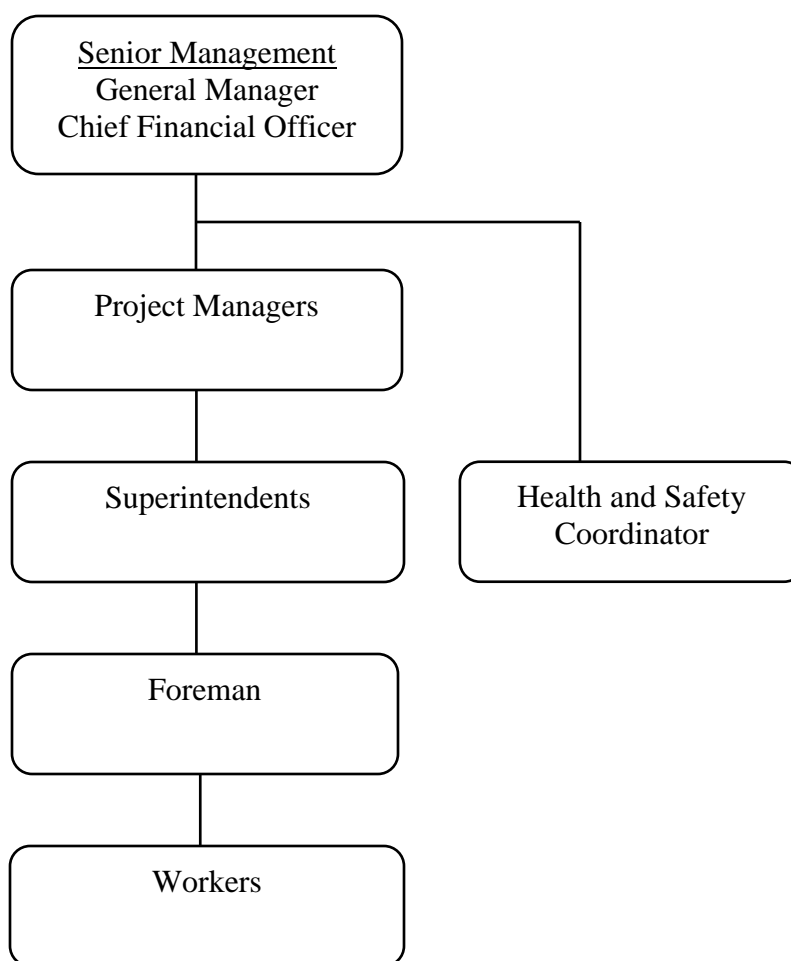 Senior Management
General Manager
Chief Financial Officer
Project Managers
Superintendents
Health and Safety
Coordinator
Foreman
Workers